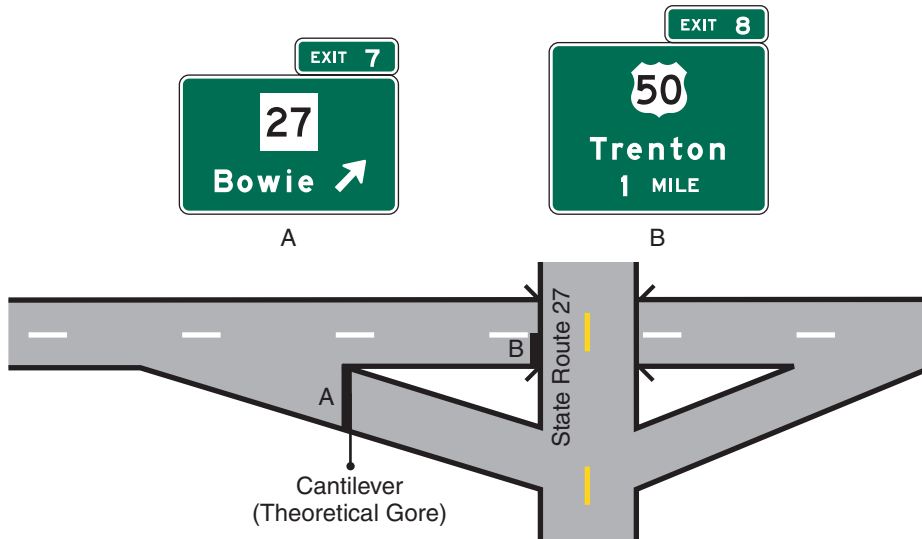 EXIT 7
27
Bowie
A
EXIT 8
50
Trenton
1 MILE
B
State Route 27
B
A
Cantilever
(Theoretical Gore)